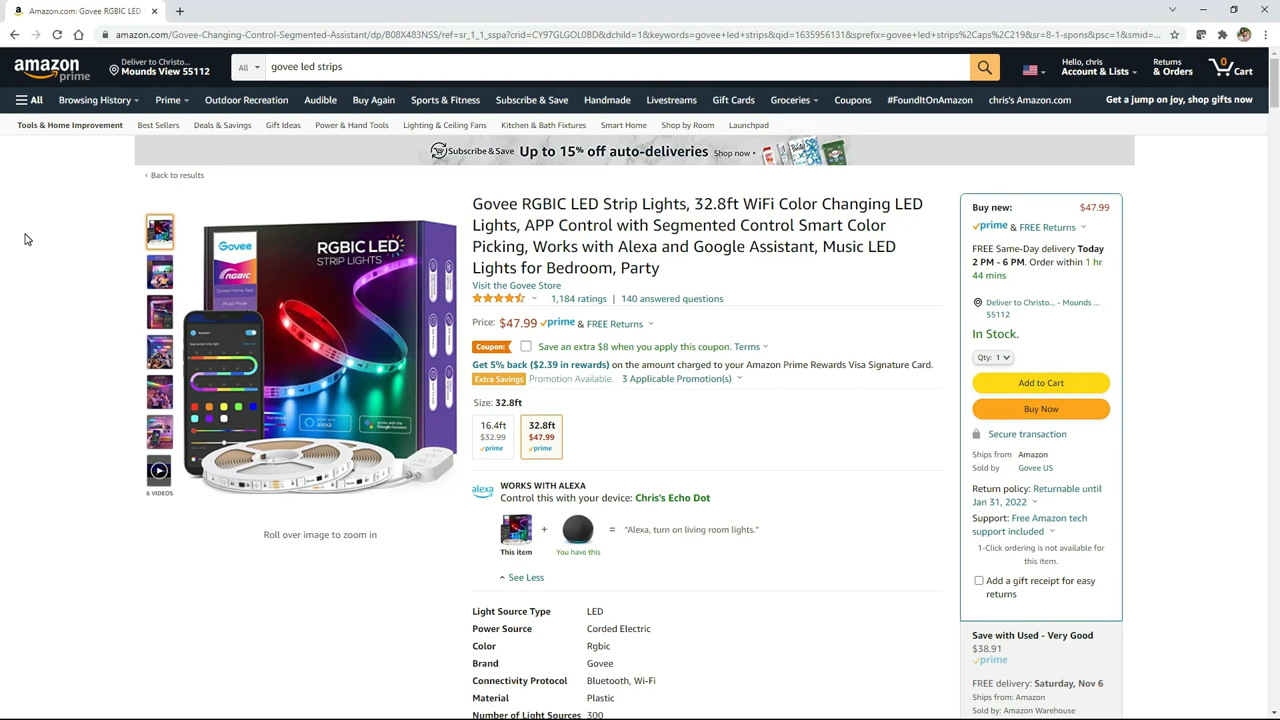 Amazon.com: Govee RGBIC LED
amazon.com/Govee-Changing-Control-Segmented-Assistant/dp/B08X483NSS/ref=sr_1_1_sspa?crid=CY97GLGOL0BD&dchild=1&keywords=govee+led+strips&qid=1635956131&sprefix=govee+led+strips%2Caps%2C219&sr=8-1-spons&psc=1&smid=...
amazon prime
Deliver to Christo...
Mounds View 55112
All
govee led strips
Hello, chris
Account & Lists
Returns
& Orders
0
Cart
All
Browsing History
Prime
Outdoor Recreation
Audible
Buy Again
Sports & Fitness
Subscribe & Save
Handmade
Livestreams
Gift Cards
Groceries
Coupons
#FoundItOnAmazon
chris's Amazon.com
Get a jump on joy, shop gifts now
Tools & Home Improvement
Best Sellers
Deals & Savings
Gift Ideas
Power & Hand Tools
Lighting & Ceiling Fans
Kitchen & Bath Fixtures
Smart Home
Shop by Room
Launchpad
Subscribe & Save Up to 15% off auto-deliveries Shop now
‹ Back to results
Govee
RGBIC
Govee Home App
Music Mode
RGBIC LED
STRIP LIGHTS
6 VIDEOS
Roll over image to zoom in
Govee RGBIC LED Strip Lights, 32.8ft WiFi Color Changing LED
Lights, APP Control with Segmented Control Smart Color
Picking, Works with Alexa and Google Assistant, Music LED
Lights for Bedroom, Party
Visit the Govee Store
1,184 ratings | 140 answered questions
Price: $47.99 prime & FREE Returns
Coupon: Save an extra $8 when you apply this coupon. Terms
Get 5% back ($2.39 in rewards) on the amount charged to your Amazon Prime Rewards Visa Signature Card.
Extra Savings Promotion Available. 3 Applicable Promotion(s)
Size: 32.8ft
16.4ft
$32.99
prime
32.8ft
$47.99
prime
alexa
WORKS WITH ALEXA
Control this with your device: Chris's Echo Dot
+ = "Alexa, turn on living room lights."
This item
You have this
See Less
Light Source Type LED
Power Source Corded Electric
Color Rgbic
Brand Govee
Connectivity Protocol Bluetooth, Wi-Fi
Material Plastic
Number of Light Sources 300
Buy new: $47.99
prime & FREE Returns
FREE Same-Day delivery Today
2 PM - 6 PM. Order within 1 hr
44 mins
Deliver to Christo... - Mounds ...
55112
In Stock.
Qty: 1
Add to Cart
Buy Now
Secure transaction
Ships from Amazon
Sold by Govee US
Return policy: Returnable until
Jan 31, 2022
Support: Free Amazon tech
support included
1-Click ordering is not available for
this item.
Add a gift receipt for easy
returns
Save with Used - Very Good
$38.91
prime
FREE delivery: Saturday, Nov 6
Ships from: Amazon
Sold by: Amazon Warehouse